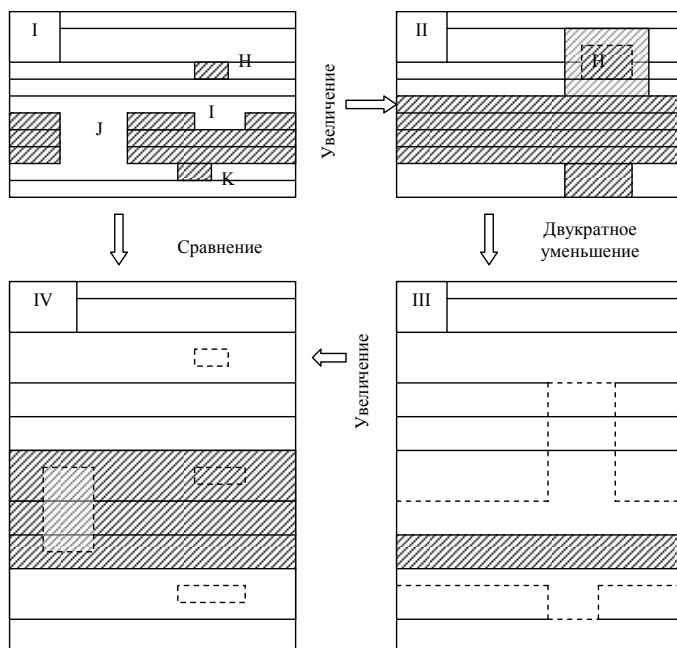 I
H
I
J
K
Увеличение
II
H
Сравнение
Двукратное
уменьшение
IV
Увеличение
III